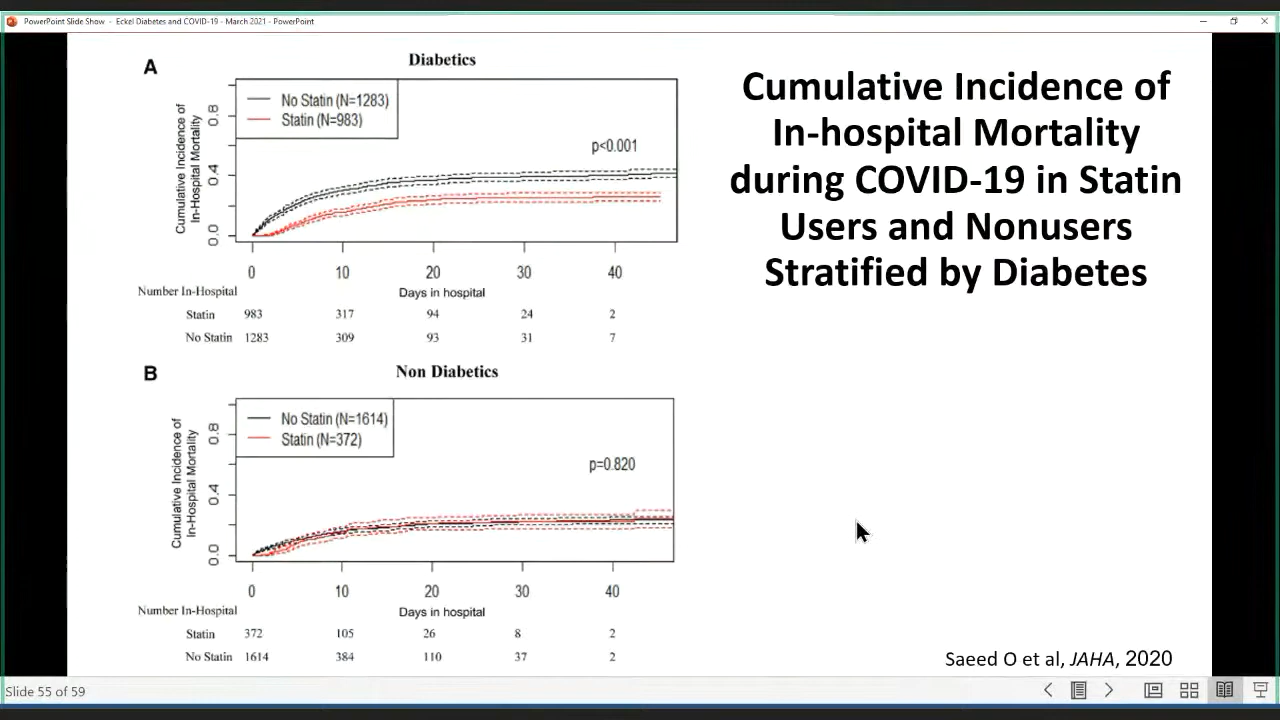 PowerPoint Slide Show - Eckel Diabetes and COVID-19 - March 2021 - PowerPoint
Cumulative Incidence of
In-hospital Mortality
during COVID-19 in Statin
Users and Nonusers
Stratified by Diabetes
A
Diabetics
Cumulative Incidence of
In-Hospital Mortality
0.8
0.4
0.0
No Statin (N=1283)
Statin (N=983)
p<0.001
0 10 20 30 40
Number In-Hospital
Days in hospital
Statin 983 317 94 24 2
No Statin 1283 309 93 31 7
B
Non Diabetics
Cumulative Incidence of
In-Hospital Mortality
0.8
0.4
0.0
No Statin (N=1614)
Statin (N=372)
p=0.820
0 10 20 30 40
Number In-Hospital
Days in hospital
Statin 372 105 26 8 2
No Statin 1614 384 110 37 2
Saeed O et al, JAHA, 2020
Slide 55 of 59